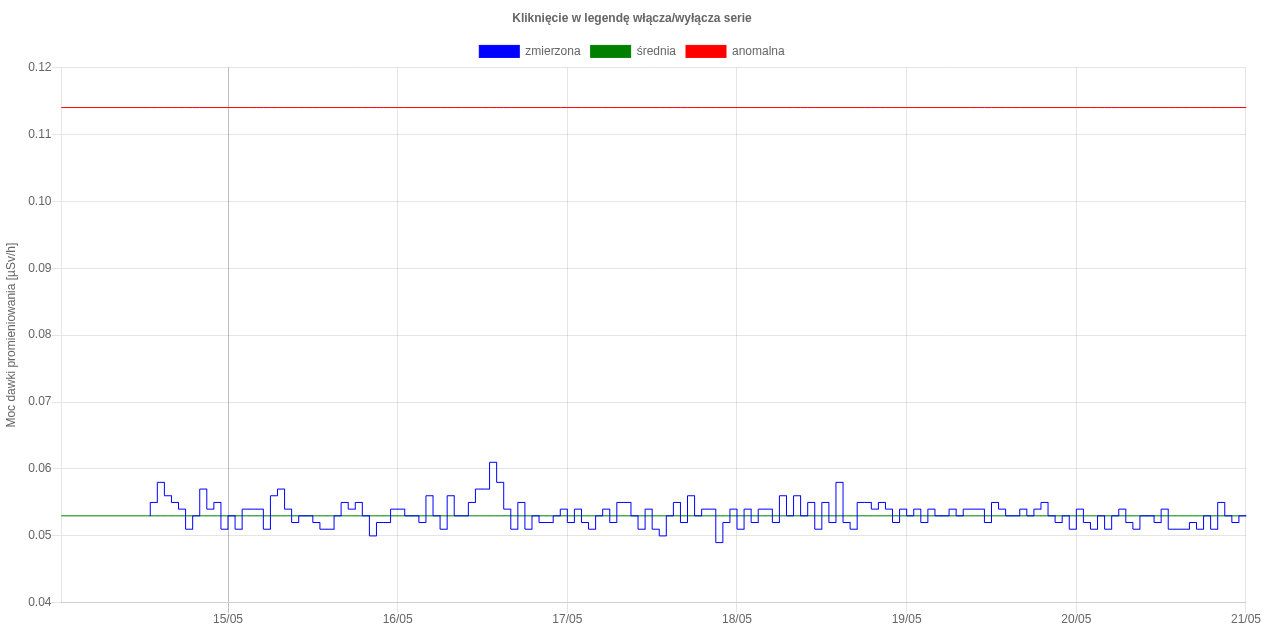 Kliknięcie w legendę włącza/wyłącza serie
zmierzona średnia anomalna
Moc dawki promieniowania [µSv/h]
0.12
0.11
0.10
0.09
0.08
0.07
0.06
0.05
0.04
15/05 16/05 17/05 18/05 19/05 20/05 21/05